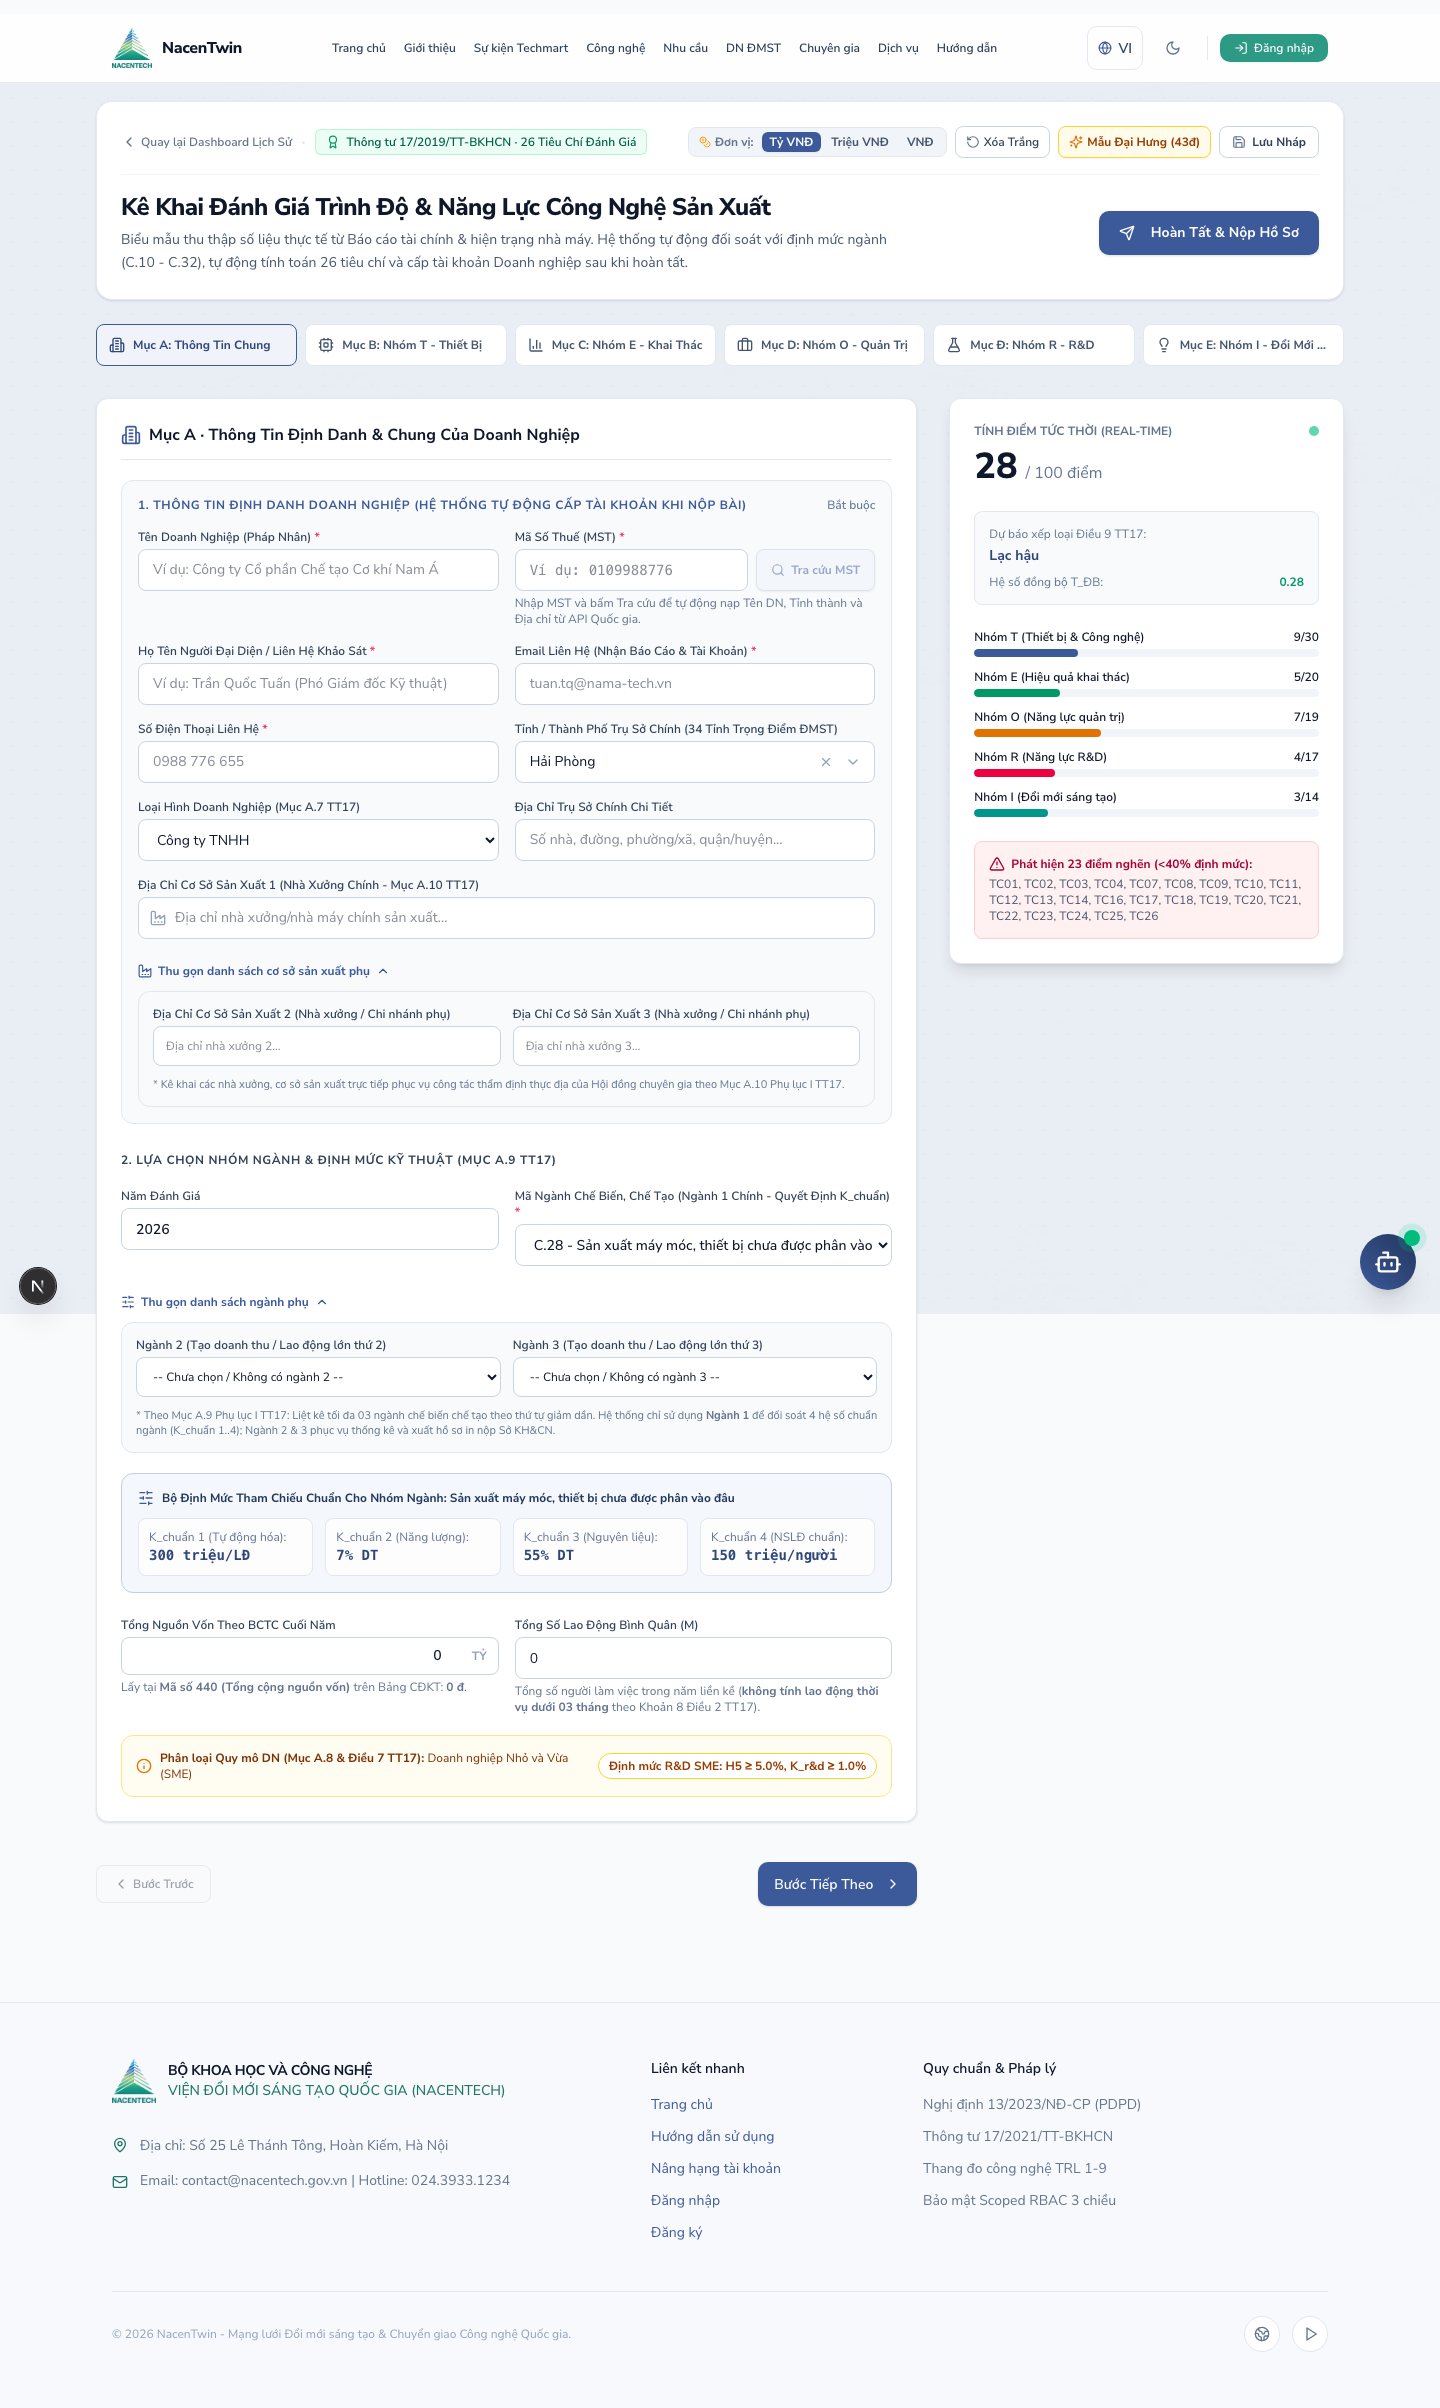 NACENTECH
NacenTwin
Trang chủ
Giới thiệu
Sự kiện Techmart
Công nghệ
Nhu cầu
DN ĐMST
Chuyên gia
Dịch vụ
Hướng dẫn
VI
Đăng nhập
Quay lại Dashboard Lịch Sử
·
Thông tư 17/2019/TT-BKHCN · 26 Tiêu Chí Đánh Giá
Đơn vị:
Tỷ VNĐ
Triệu VNĐ
VNĐ
Xóa Trắng
Mẫu Đại Hưng (43đ)
Lưu Nháp
Kê Khai Đánh Giá Trình Độ & Năng Lực Công Nghệ Sản Xuất
Biểu mẫu thu thập số liệu thực tế từ Báo cáo tài chính & hiện trạng nhà máy. Hệ thống tự động đối soát với định mức ngành
(C.10 - C.32), tự động tính toán 26 tiêu chí và cấp tài khoản Doanh nghiệp sau khi hoàn tất.
Hoàn Tất & Nộp Hồ Sơ
Mục A: Thông Tin Chung
Mục B: Nhóm T - Thiết Bị
Mục C: Nhóm E - Khai Thác
Mục D: Nhóm O - Quản Trị
Mục Đ: Nhóm R - R&D
Mục E: Nhóm I - Đổi Mới ...
Mục A · Thông Tin Định Danh & Chung Của Doanh Nghiệp
1. THÔNG TIN ĐỊNH DANH DOANH NGHIỆP (HỆ THỐNG TỰ ĐỘNG CẤP TÀI KHOẢN KHI NỘP BÀI)
Bắt buộc
Tên Doanh Nghiệp (Pháp Nhân) *
Ví dụ: Công ty Cổ phần Chế tạo Cơ khí Nam Á
Mã Số Thuế (MST) *
Ví dụ: 0109988776
Tra cứu MST
Nhập MST và bấm Tra cứu để tự động nạp Tên DN, Tỉnh thành và
Địa chỉ từ API Quốc gia.
Họ Tên Người Đại Diện / Liên Hệ Khảo Sát *
Ví dụ: Trần Quốc Tuấn (Phó Giám đốc Kỹ thuật)
Email Liên Hệ (Nhận Báo Cáo & Tài Khoản) *
tuan.tq@nama-tech.vn
Số Điện Thoại Liên Hệ *
0988 776 655
Tỉnh / Thành Phố Trụ Sở Chính (34 Tỉnh Trọng Điểm ĐMST)
Hải Phòng
Loại Hình Doanh Nghiệp (Mục A.7 TT17)
Công ty TNHH
Địa Chỉ Trụ Sở Chính Chi Tiết
Số nhà, đường, phường/xã, quận/huyện...
Địa Chỉ Cơ Sở Sản Xuất 1 (Nhà Xưởng Chính - Mục A.10 TT17)
Địa chỉ nhà xưởng/nhà máy chính sản xuất...
Thu gọn danh sách cơ sở sản xuất phụ
Địa Chỉ Cơ Sở Sản Xuất 2 (Nhà xưởng / Chi nhánh phụ)
Địa chỉ nhà xưởng 2...
Địa Chỉ Cơ Sở Sản Xuất 3 (Nhà xưởng / Chi nhánh phụ)
Địa chỉ nhà xưởng 3...
* Kê khai các nhà xưởng, cơ sở sản xuất trực tiếp phục vụ công tác thẩm định thực địa của Hội đồng chuyên gia theo Mục A.10 Phụ lục I TT17.
2. LỰA CHỌN NHÓM NGÀNH & ĐỊNH MỨC KỸ THUẬT (MỤC A.9 TT17)
Năm Đánh Giá
2026
Mã Ngành Chế Biến, Chế Tạo (Ngành 1 Chính - Quyết Định K_chuẩn)
*
C.28 - Sản xuất máy móc, thiết bị chưa được phân vào
Thu gọn danh sách ngành phụ
Ngành 2 (Tạo doanh thu / Lao động lớn thứ 2)
-- Chưa chọn / Không có ngành 2 --
Ngành 3 (Tạo doanh thu / Lao động lớn thứ 3)
-- Chưa chọn / Không có ngành 3 --
* Theo Mục A.9 Phụ lục I TT17: Liệt kê tối đa 03 ngành chế biến chế tạo theo thứ tự giảm dần. Hệ thống chỉ sử dụng Ngành 1 để đối soát 4 hệ số chuẩn
ngành (K_chuẩn 1..4); Ngành 2 & 3 phục vụ thống kê và xuất hồ sơ in nộp Sở KH&CN.
Bộ Định Mức Tham Chiếu Chuẩn Cho Nhóm Ngành: Sản xuất máy móc, thiết bị chưa được phân vào đâu
K_chuẩn 1 (Tự động hóa):
300 triệu/LĐ
K_chuẩn 2 (Năng lượng):
7% DT
K_chuẩn 3 (Nguyên liệu):
55% DT
K_chuẩn 4 (NSLĐ chuẩn):
150 triệu/người
Tổng Nguồn Vốn Theo BCTC Cuối Năm
0
TỶ
Lấy tại Mã số 440 (Tổng cộng nguồn vốn) trên Bảng CĐKT: 0 đ.
Tổng Số Lao Động Bình Quân (M)
0
Tổng số người làm việc trong năm liền kề (không tính lao động thời
vụ dưới 03 tháng theo Khoản 8 Điều 2 TT17).
Phân loại Quy mô DN (Mục A.8 & Điều 7 TT17): Doanh nghiệp Nhỏ và Vừa
(SME)
Định mức R&D SME: H5 ≥ 5.0%, K_r&d ≥ 1.0%
Bước Trước
Bước Tiếp Theo
TÍNH ĐIỂM TỨC THỜI (REAL-TIME)
28 / 100 điểm
Dự báo xếp loại Điều 9 TT17:
Lạc hậu
Hệ số đồng bộ T_ĐB:
0.28
Nhóm T (Thiết bị & Công nghệ)
9/30
Nhóm E (Hiệu quả khai thác)
5/20
Nhóm O (Năng lực quản trị)
7/19
Nhóm R (Năng lực R&D)
4/17
Nhóm I (Đổi mới sáng tạo)
3/14
Phát hiện 23 điểm nghẽn (<40% định mức):
TC01, TC02, TC03, TC04, TC07, TC08, TC09, TC10, TC11,
TC12, TC13, TC14, TC16, TC17, TC18, TC19, TC20, TC21,
TC22, TC23, TC24, TC25, TC26
N
NACENTECH
BỘ KHOA HỌC VÀ CÔNG NGHỆ
VIỆN ĐỔI MỚI SÁNG TẠO QUỐC GIA (NACENTECH)
Địa chỉ: Số 25 Lê Thánh Tông, Hoàn Kiếm, Hà Nội
Email: contact@nacentech.gov.vn | Hotline: 024.3933.1234
Liên kết nhanh
Trang chủ
Hướng dẫn sử dụng
Nâng hạng tài khoản
Đăng nhập
Đăng ký
Quy chuẩn & Pháp lý
Nghị định 13/2023/NĐ-CP (PDPD)
Thông tư 17/2021/TT-BKHCN
Thang đo công nghệ TRL 1-9
Bảo mật Scoped RBAC 3 chiều
© 2026 NacenTwin - Mạng lưới Đổi mới sáng tạo & Chuyển giao Công nghệ Quốc gia.